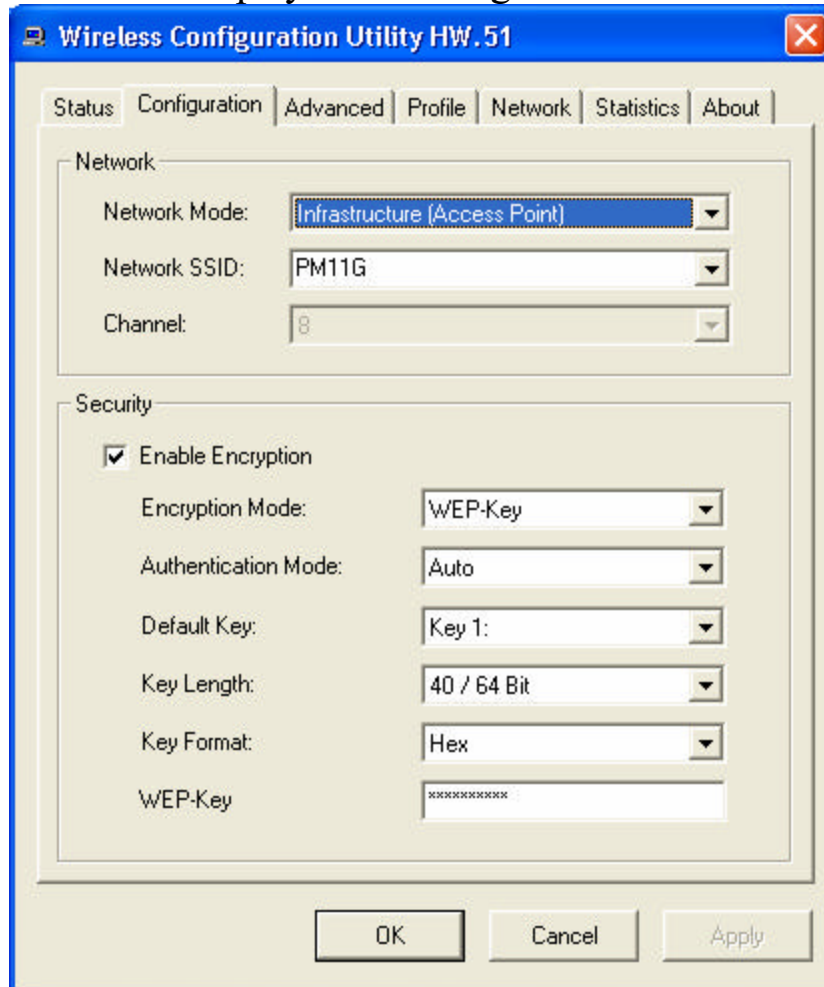 Wireless Configuration Utility HW.51
Status Configuration Advanced Profile Network Statistics About
Network
Network Mode: Infrastructure (Access Point)
Network SSID: PM11G
Channel: 8
Security
Enable Encryption
Encryption Mode: WEP-Key
Authentication Mode: Auto
Default Key: Key 1:
Key Length: 40 / 64 Bit
Key Format: Hex
WEP-Key **********
OK Cancel Apply